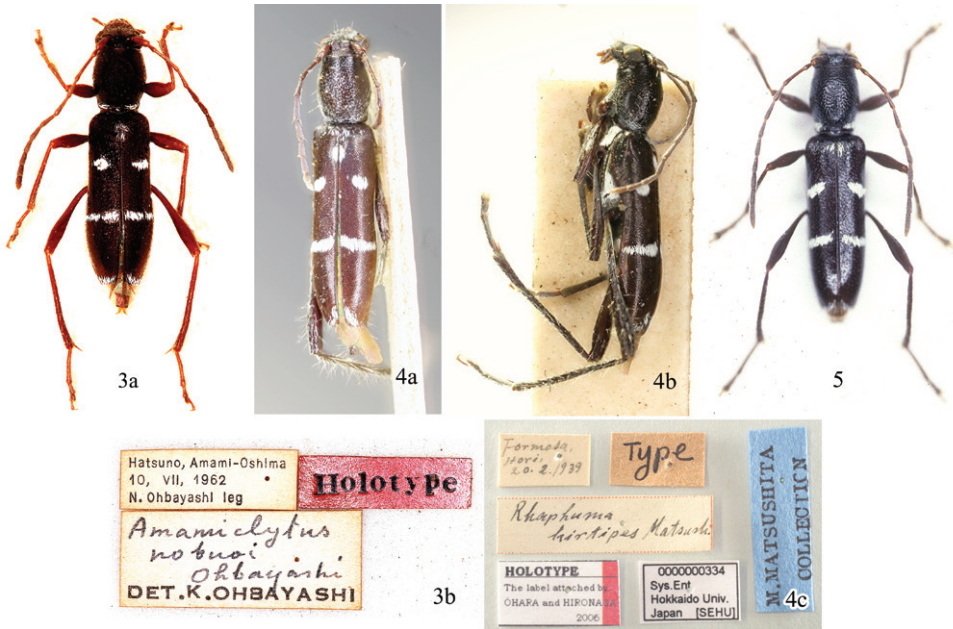 3a
4a
4b
5
Hatsuno, Amami-Oshima
10, VII, 1962
N. Ohbayashi leg
Holotype
Amamiclytus
nobuoi
Ohbayashi
DET.K.OHBAYASHI
3b
Formosa,
Hori,
20.2.1939
Type
Rhaphuma
hirtipes Matsushi
HOLOTYPE
The label attached by
ÔHARA and HIRONAGA
2006
0000000334
Sys.Ent
Hokkaido Univ.
Japan [SEHU]
M.MATSUSHITA
COLLECTION
4c